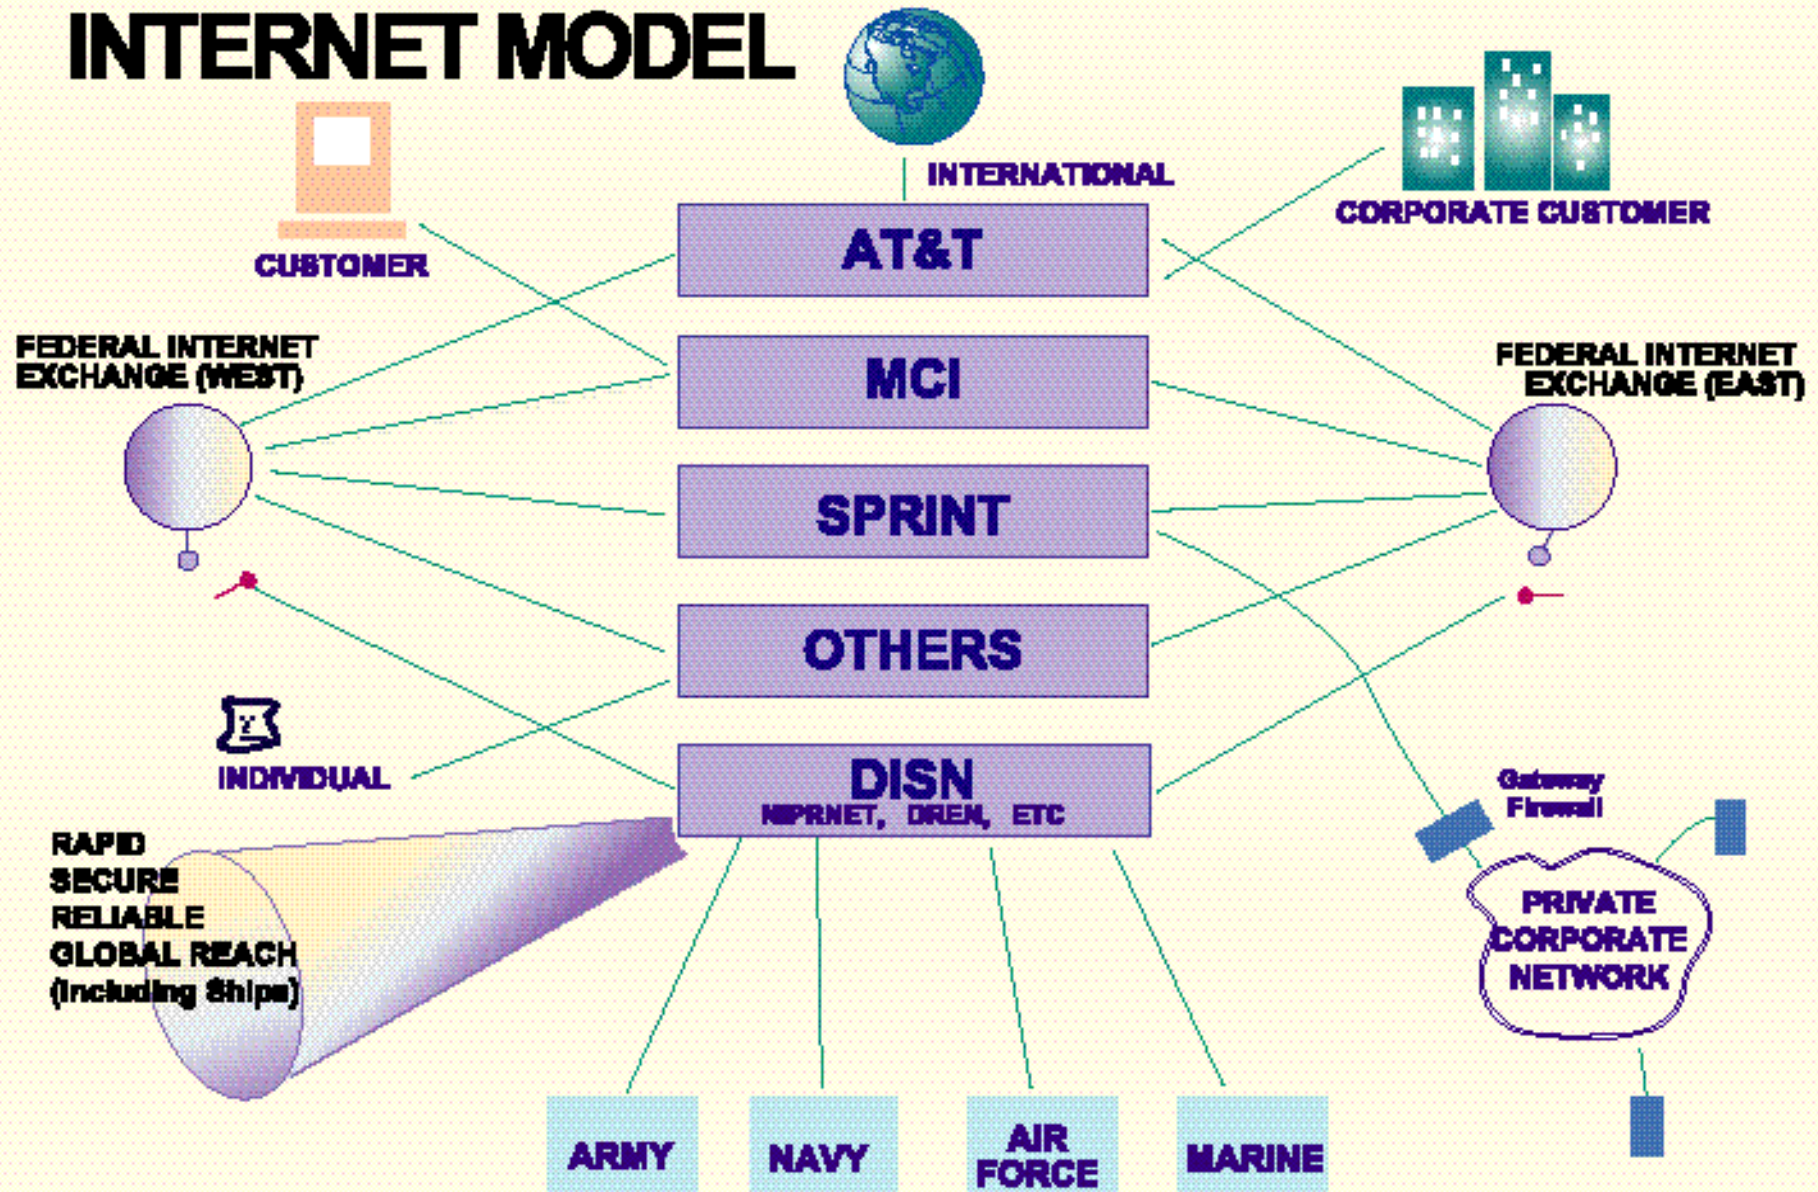 INTERNET MODEL
INTERNATIONAL
CORPORATE CUSTOMER
CUSTOMER
AT&T
FEDERAL INTERNET
EXCHANGE (WEST)
MCI
FEDERAL INTERNET
EXCHANGE (EAST)
SPRINT
OTHERS
INDIVIDUAL
DISN
NIPRNET, DREN, ETC
Gateway
Firewall
RAPID
SECURE
RELIABLE
GLOBAL REACH
(Including Ships)
PRIVATE
CORPORATE
NETWORK
ARMY
NAVY
AIR
FORCE
MARINE